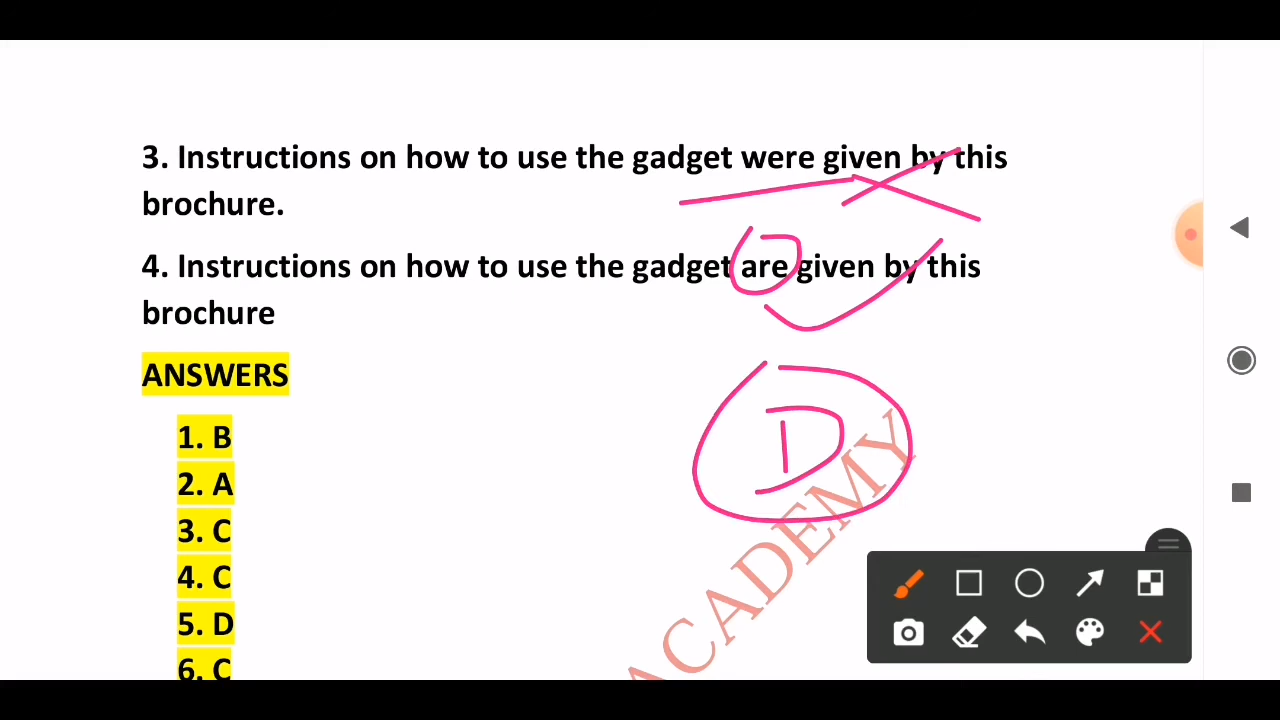 3. Instructions on how to use the gadget were given by this
brochure.
4. Instructions on how to use the gadget are given by this
brochure
ANSWERS
1. B
2. A
3. C
4. C
5. D
6. C
D
ACADEMY